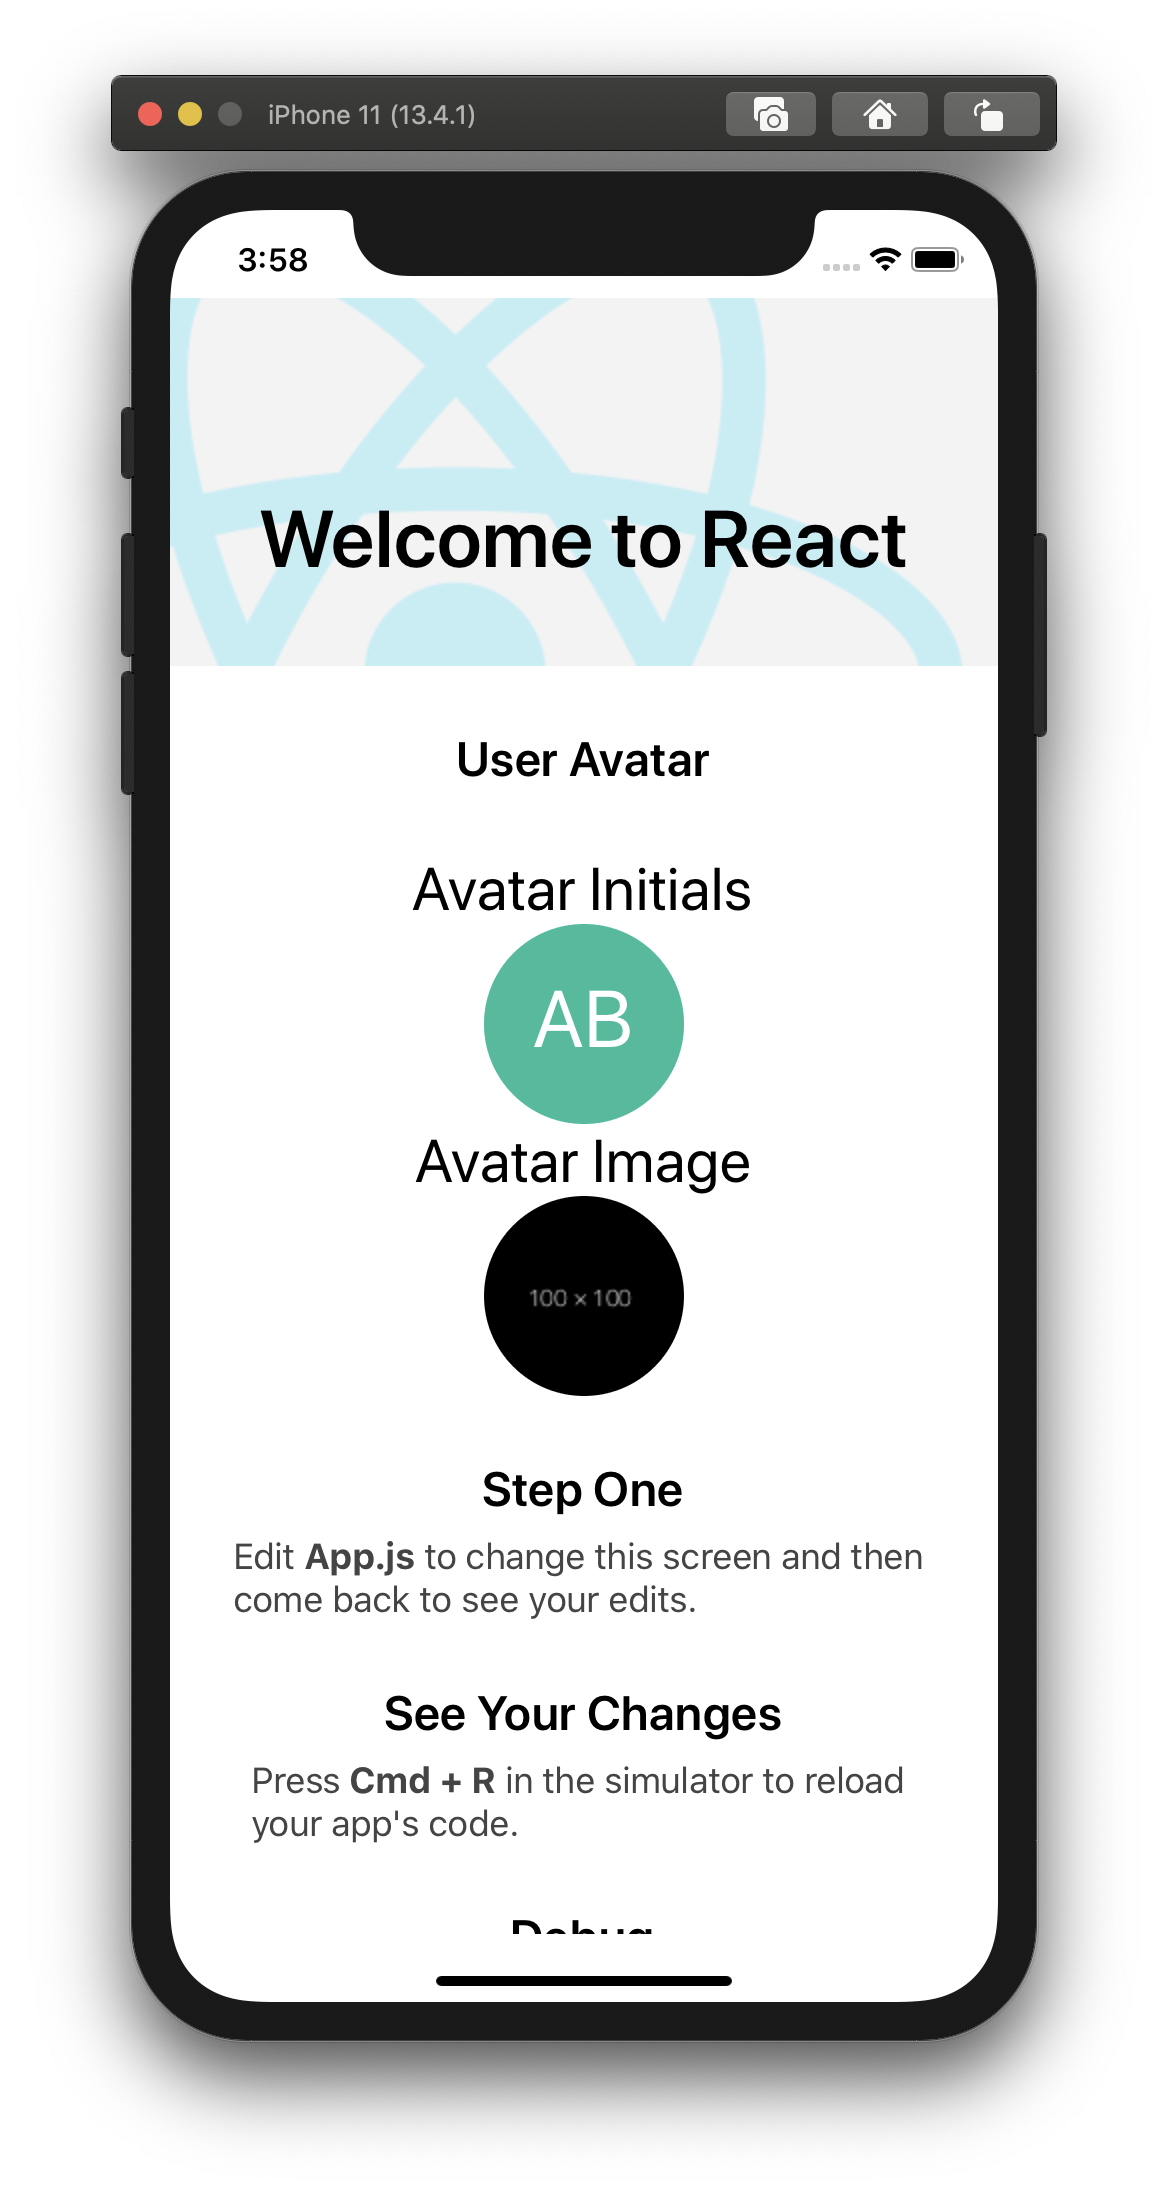 iPhone 11 (13.4.1)
3:58
Welcome to React
User Avatar
Avatar Initials
AB
Avatar Image
100 × 100
Step One
Edit App.js to change this screen and then
come back to see your edits.
See Your Changes
Press Cmd + R in the simulator to reload
your app's code.
Debug